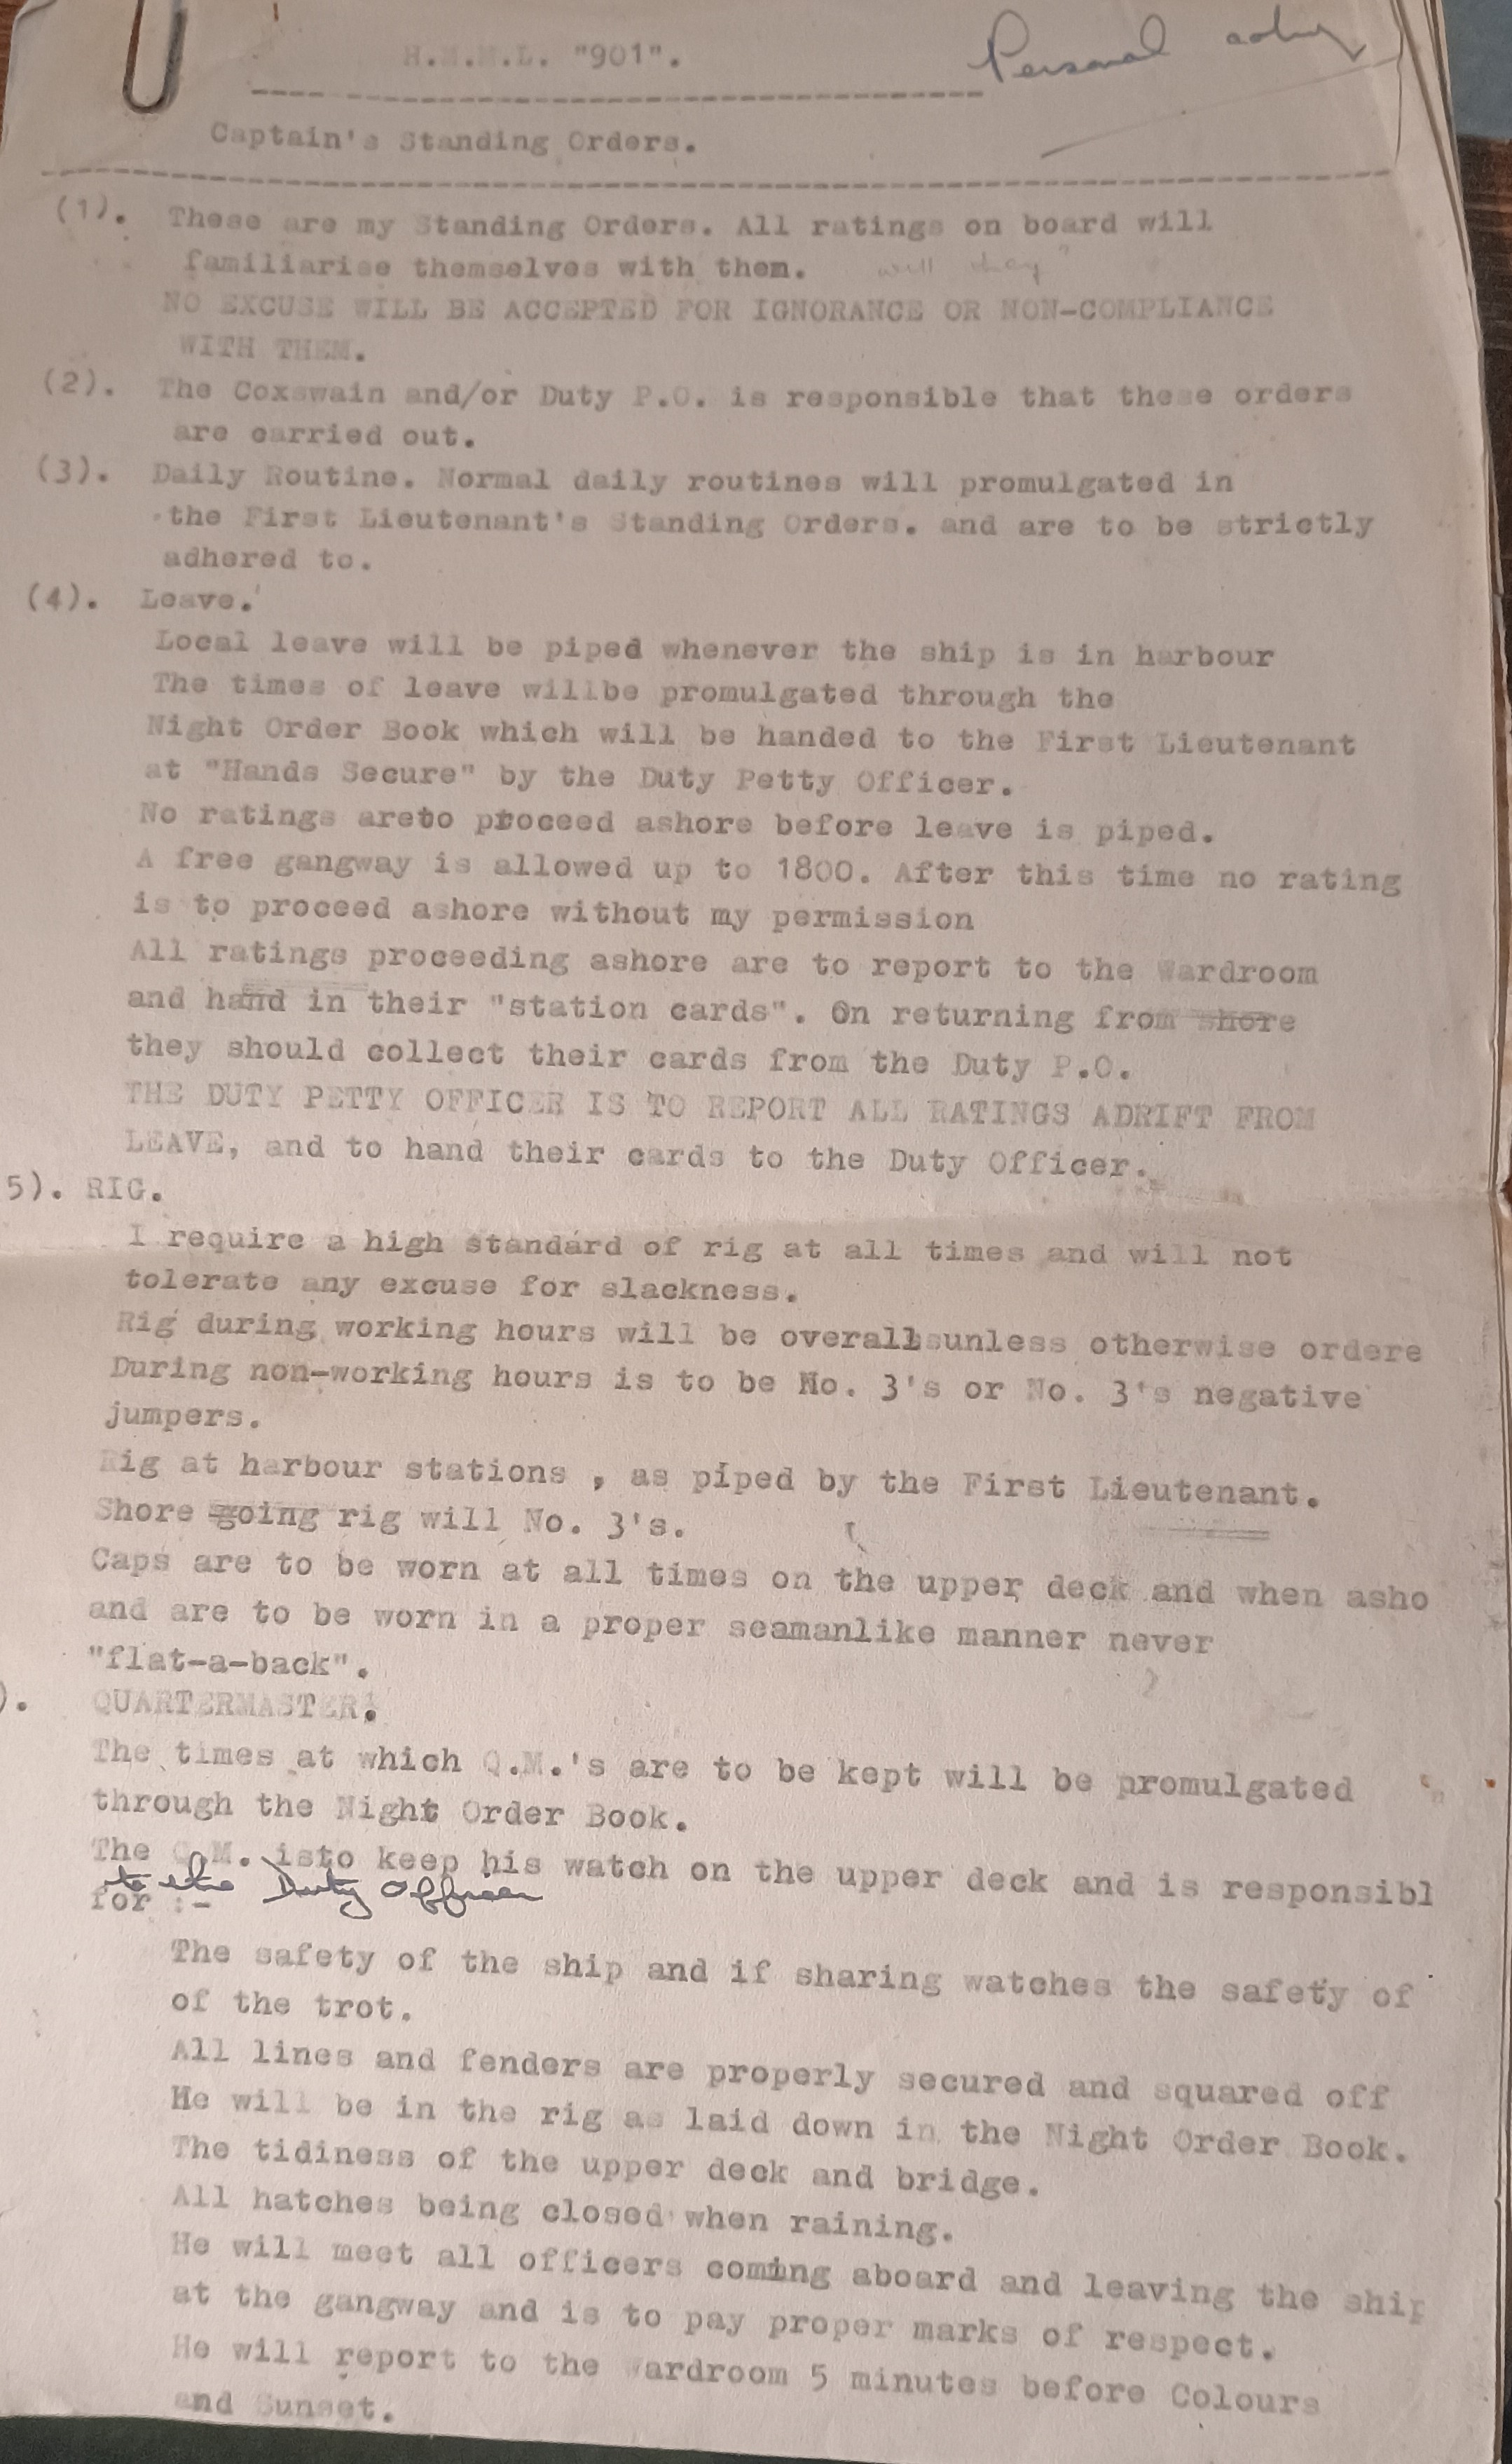 H.M.M.L. "901".
Personal
Captain's Standing Orders.
(1). These are my Standing Orders. All ratings on board will
familiarise themselves with them. will they
NO EXCUSE WILL BE ACCEPTED FOR IGNORANCE OR NON-COMPLIANCE
WITH THEM.
(2). The Coxswain and/or Duty P.O. is responsible that these orders
are carried out.
(3). Daily Routine. Normal daily routines will promulgated in
the First Lieutenant's Standing Orders. and are to be strictly
adhered to.
(4). Leave.
Local leave will be piped whenever the ship is in harbour
The times of leave willbe promulgated through the
Night Order Book which will be handed to the First Lieutenant
at "Hands Secure" by the Duty Petty Officer.
No ratings areto proceed ashore before leave is piped.
A free gangway is allowed up to 1800. After this time no rating
is to proceed ashore without my permission
All ratings proceeding ashore are to report to the Wardroom
and hand in their "station cards". On returning from shore
they should collect their cards from the Duty P.O.
THE DUTY PETTY OFFICER IS TO REPORT ALL RATINGS ADRIFT FROM
LEAVE, and to hand their cards to the Duty Officer.
5). RIG.
I require a high standard of rig at all times and will not
tolerate any excuse for slackness.
Rig during working hours will be overallsunless otherwise ordere
During non-working hours is to be No. 3's or No. 3's negative
jumpers.
Rig at harbour stations , as piped by the First Lieutenant.
Shore going rig will No. 3's.
Caps are to be worn at all times on the upper deck and when asho
and are to be worn in a proper seamanlike manner never
"flat-a-back".
). QUARTERMASTER.
The times at which Q.M.'s are to be kept will be promulgated
through the Night Order Book.
The Q.M. isto keep his watch on the upper deck and is responsibl
to the Duty Officer
for :-
The safety of the ship and if sharing watches the safety of
of the trot.
All lines and fenders are properly secured and squared off
He will be in the rig as laid down in the Night Order Book.
The tidiness of the upper deck and bridge.
All hatches being closed when raining.
He will meet all officers coming aboard and leaving the ship
at the gangway and is to pay proper marks of respect.
He will report to the Wardroom 5 minutes before Colours
and Sunset.